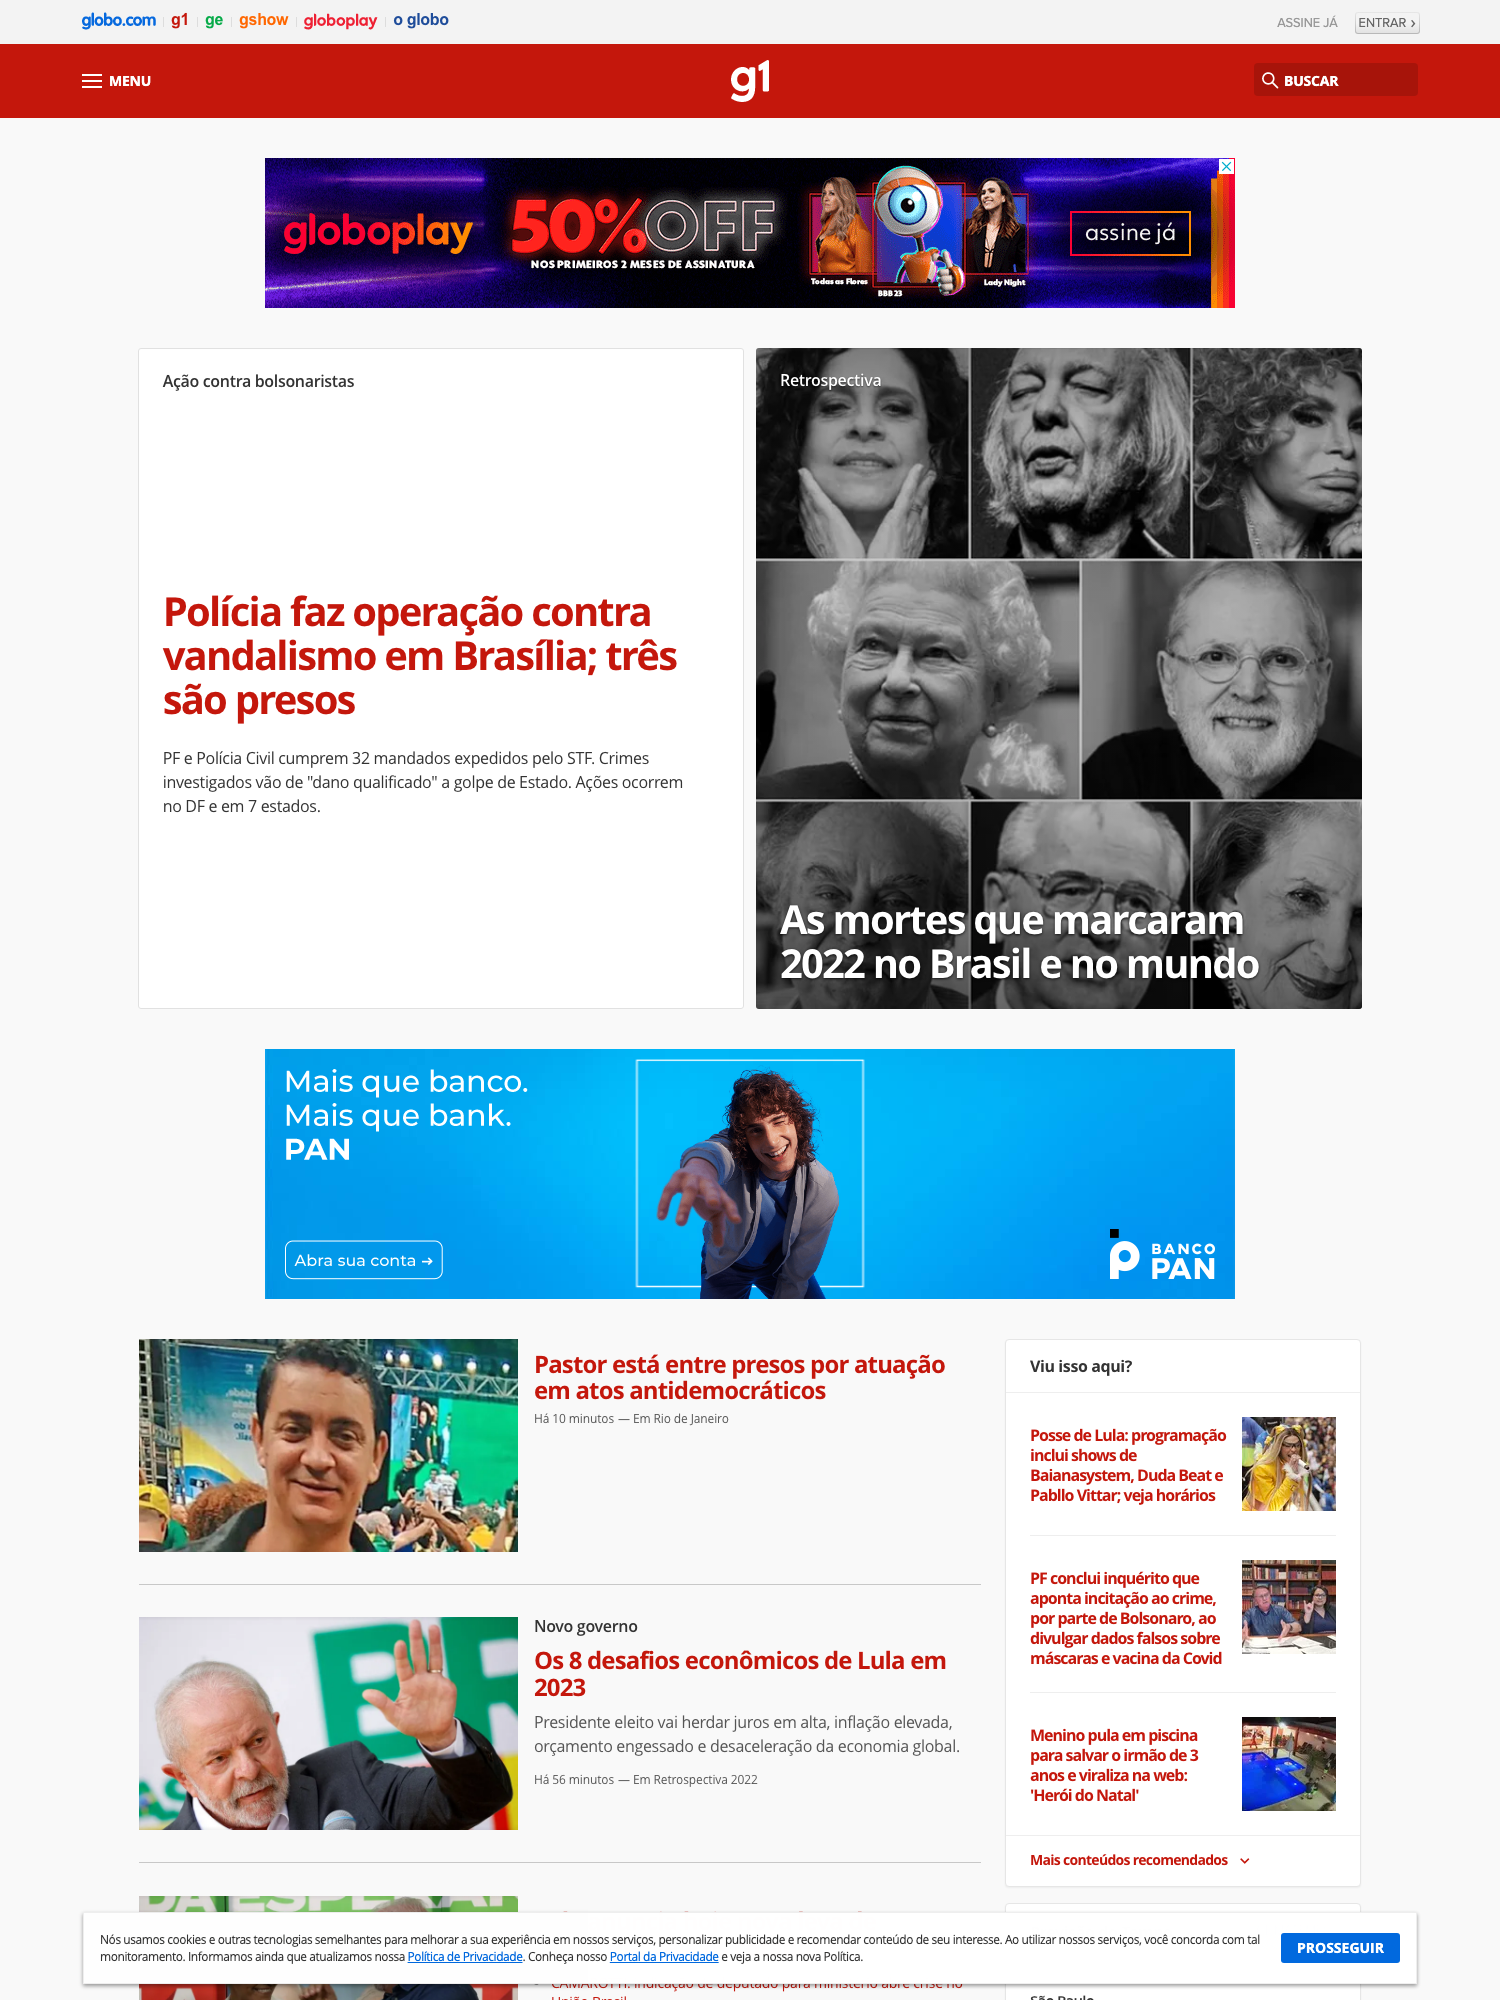 globo.com g1 ge gshow globoplay o globo
ASSINE JÁ ENTRAR ›
MENU
g1
BUSCAR
globoplay
50%OFF
NOS PRIMEIROS 2 MESES DE ASSINATURA
Todas as Flores
BBB 23
Lady Night
assine já
Ação contra bolsonaristas
Polícia faz operação contra
vandalismo em Brasília; três
são presos
PF e Polícia Civil cumprem 32 mandados expedidos pelo STF. Crimes
investigados vão de "dano qualificado" a golpe de Estado. Ações ocorrem
no DF e em 7 estados.
Retrospectiva
As mortes que marcaram
2022 no Brasil e no mundo
Mais que banco.
Mais que bank.
PAN
Abra sua conta →
BANCO
PAN
Pastor está entre presos por atuação
em atos antidemocráticos
Há 10 minutos — Em Rio de Janeiro
Novo governo
Os 8 desafios econômicos de Lula em
2023
Presidente eleito vai herdar juros em alta, inflação elevada,
orçamento engessado e desaceleração da economia global.
Há 56 minutos — Em Retrospectiva 2022
Viu isso aqui?
Posse de Lula: programação
inclui shows de
Baianasystem, Duda Beat e
Pabllo Vittar; veja horários
PF conclui inquérito que
aponta incitação ao crime,
por parte de Bolsonaro, ao
divulgar dados falsos sobre
máscaras e vacina da Covid
Menino pula em piscina
para salvar o irmão de 3
anos e viraliza na web:
'Herói do Natal'
Mais conteúdos recomendados
Nós usamos cookies e outras tecnologias semelhantes para melhorar a sua experiência em nossos serviços, personalizar publicidade e recomendar conteúdo de seu interesse. Ao utilizar nossos serviços, você concorda com tal
monitoramento. Informamos ainda que atualizamos nossa Política de Privacidade. Conheça nosso Portal da Privacidade e veja a nossa nova Política.
PROSSEGUIR
CAMAROTTI: indicação de deputado para ministério abre crise no
União Brasil
São Paulo